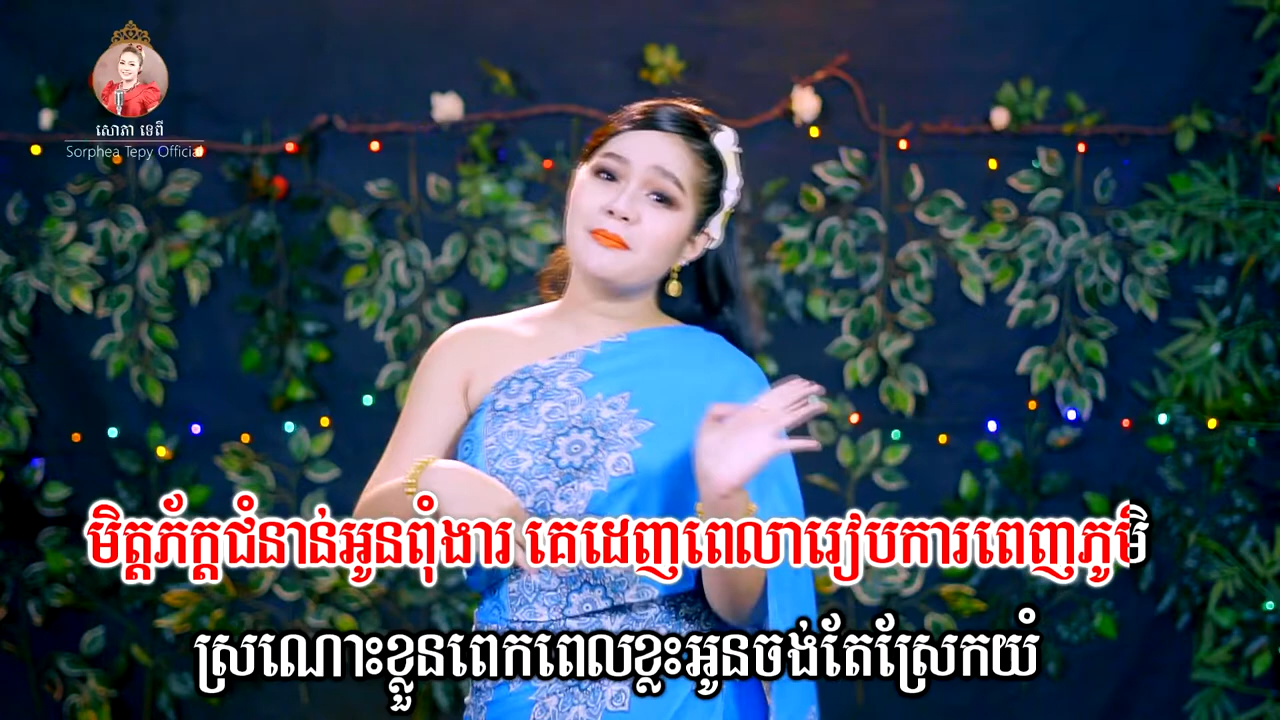 សោភា ទេពី
Sorphea Tepy Official
មិត្តភ័ក្តជំនាន់អូនពុំងារ គេដេញពេលារៀបការពេញភូមិ
ស្រណោះខ្លួនពេកពេលខ្លះអូនចង់តែស្រែកយំ